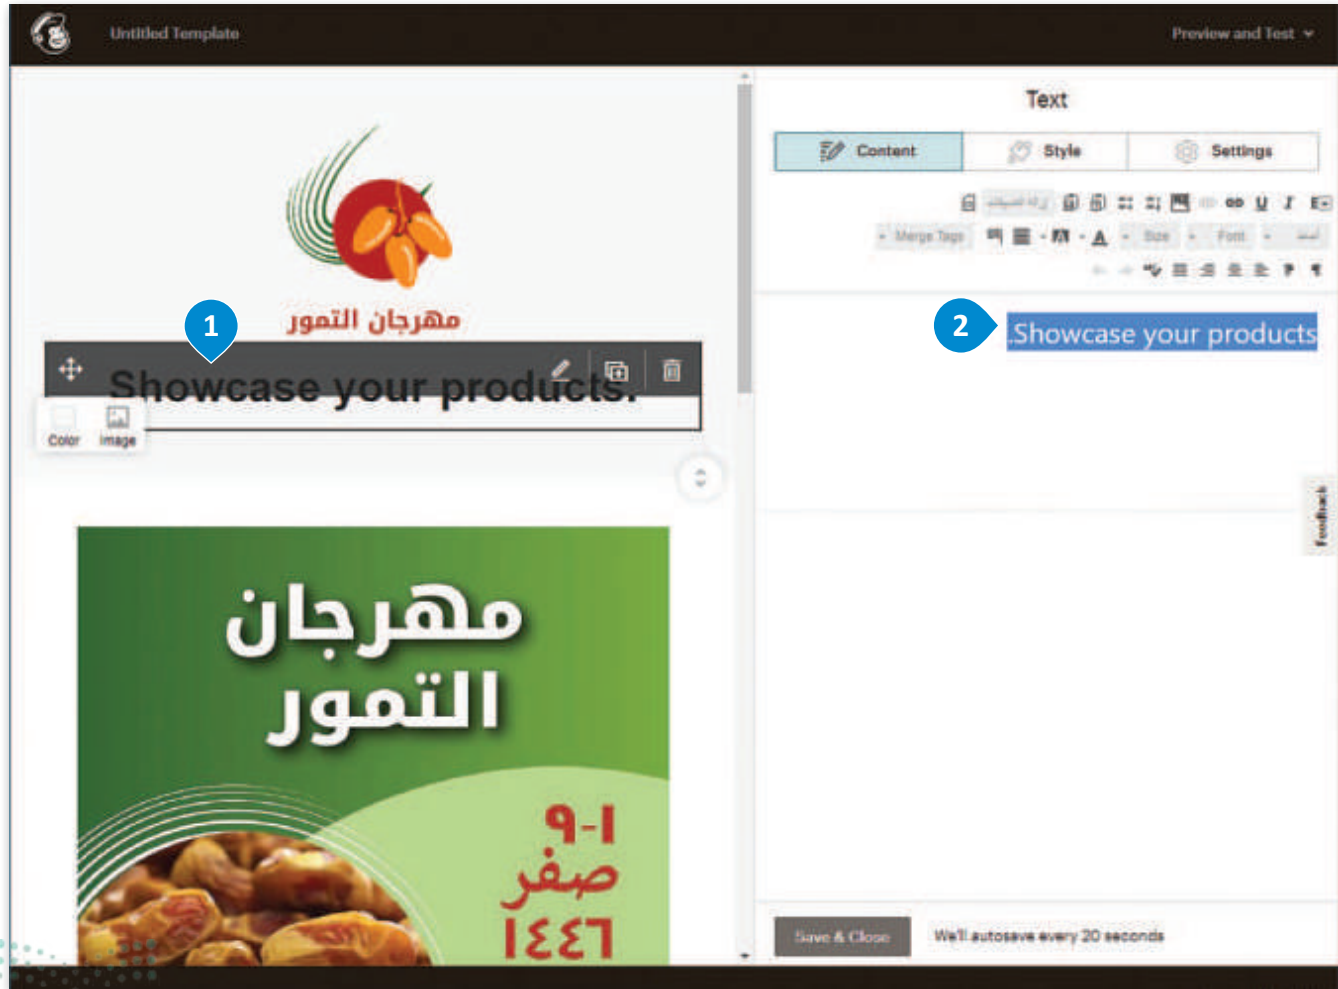 Untitled Template
Preview and Test
مهرجان التمور
1
Showcase your products.
Color
Image
مهرجان
التمور
١-٩
صفر
١٤٤٦
Text
Content
Style
Settings
Merge Tags
Size
Font
2
.Showcase your products
Feedback
Save & Close
We'll autosave every 20 seconds